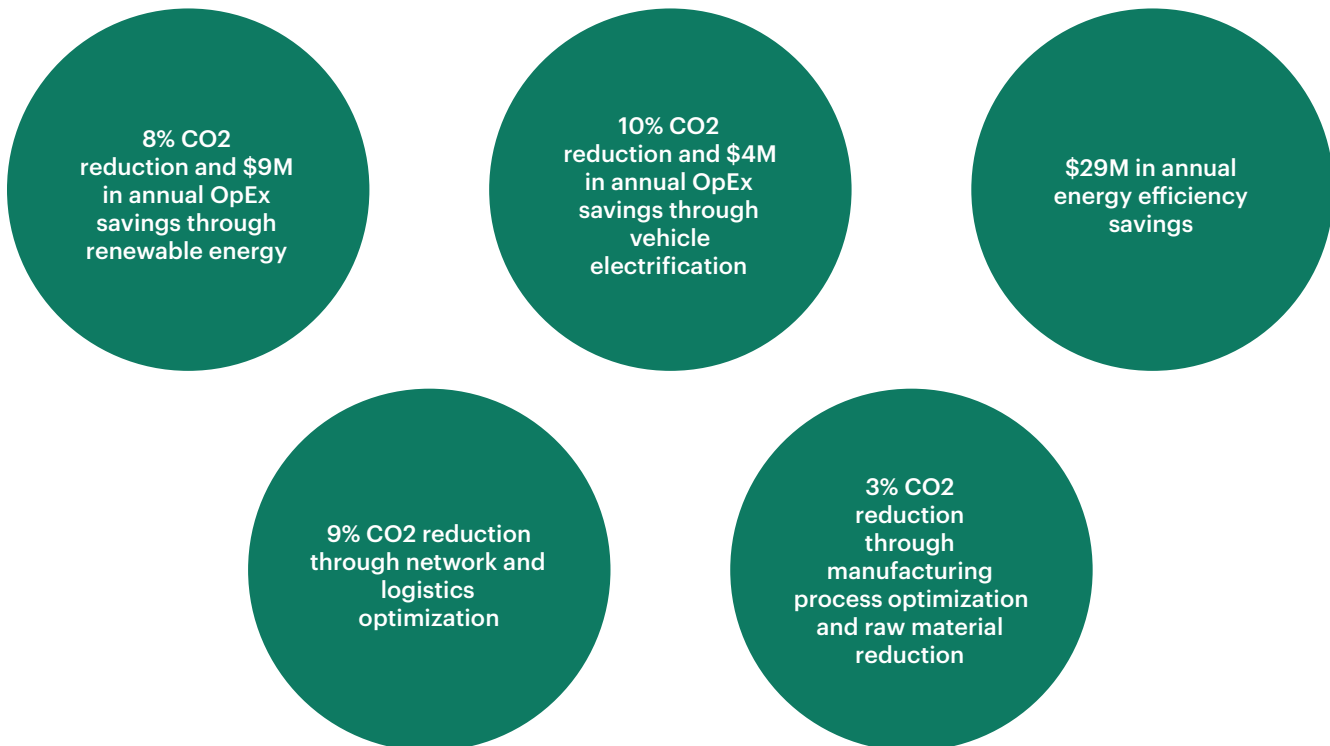 8% CO2
reduction and $9M
in annual OpEx
savings through
renewable energy
10% CO2
reduction and $4M
in annual OpEx
savings through
vehicle
electrification
$29M in annual
energy efficiency
savings
9% CO2 reduction
through network and
logistics
optimization
3% CO2
reduction
through
manufacturing
process optimization
and raw material
reduction